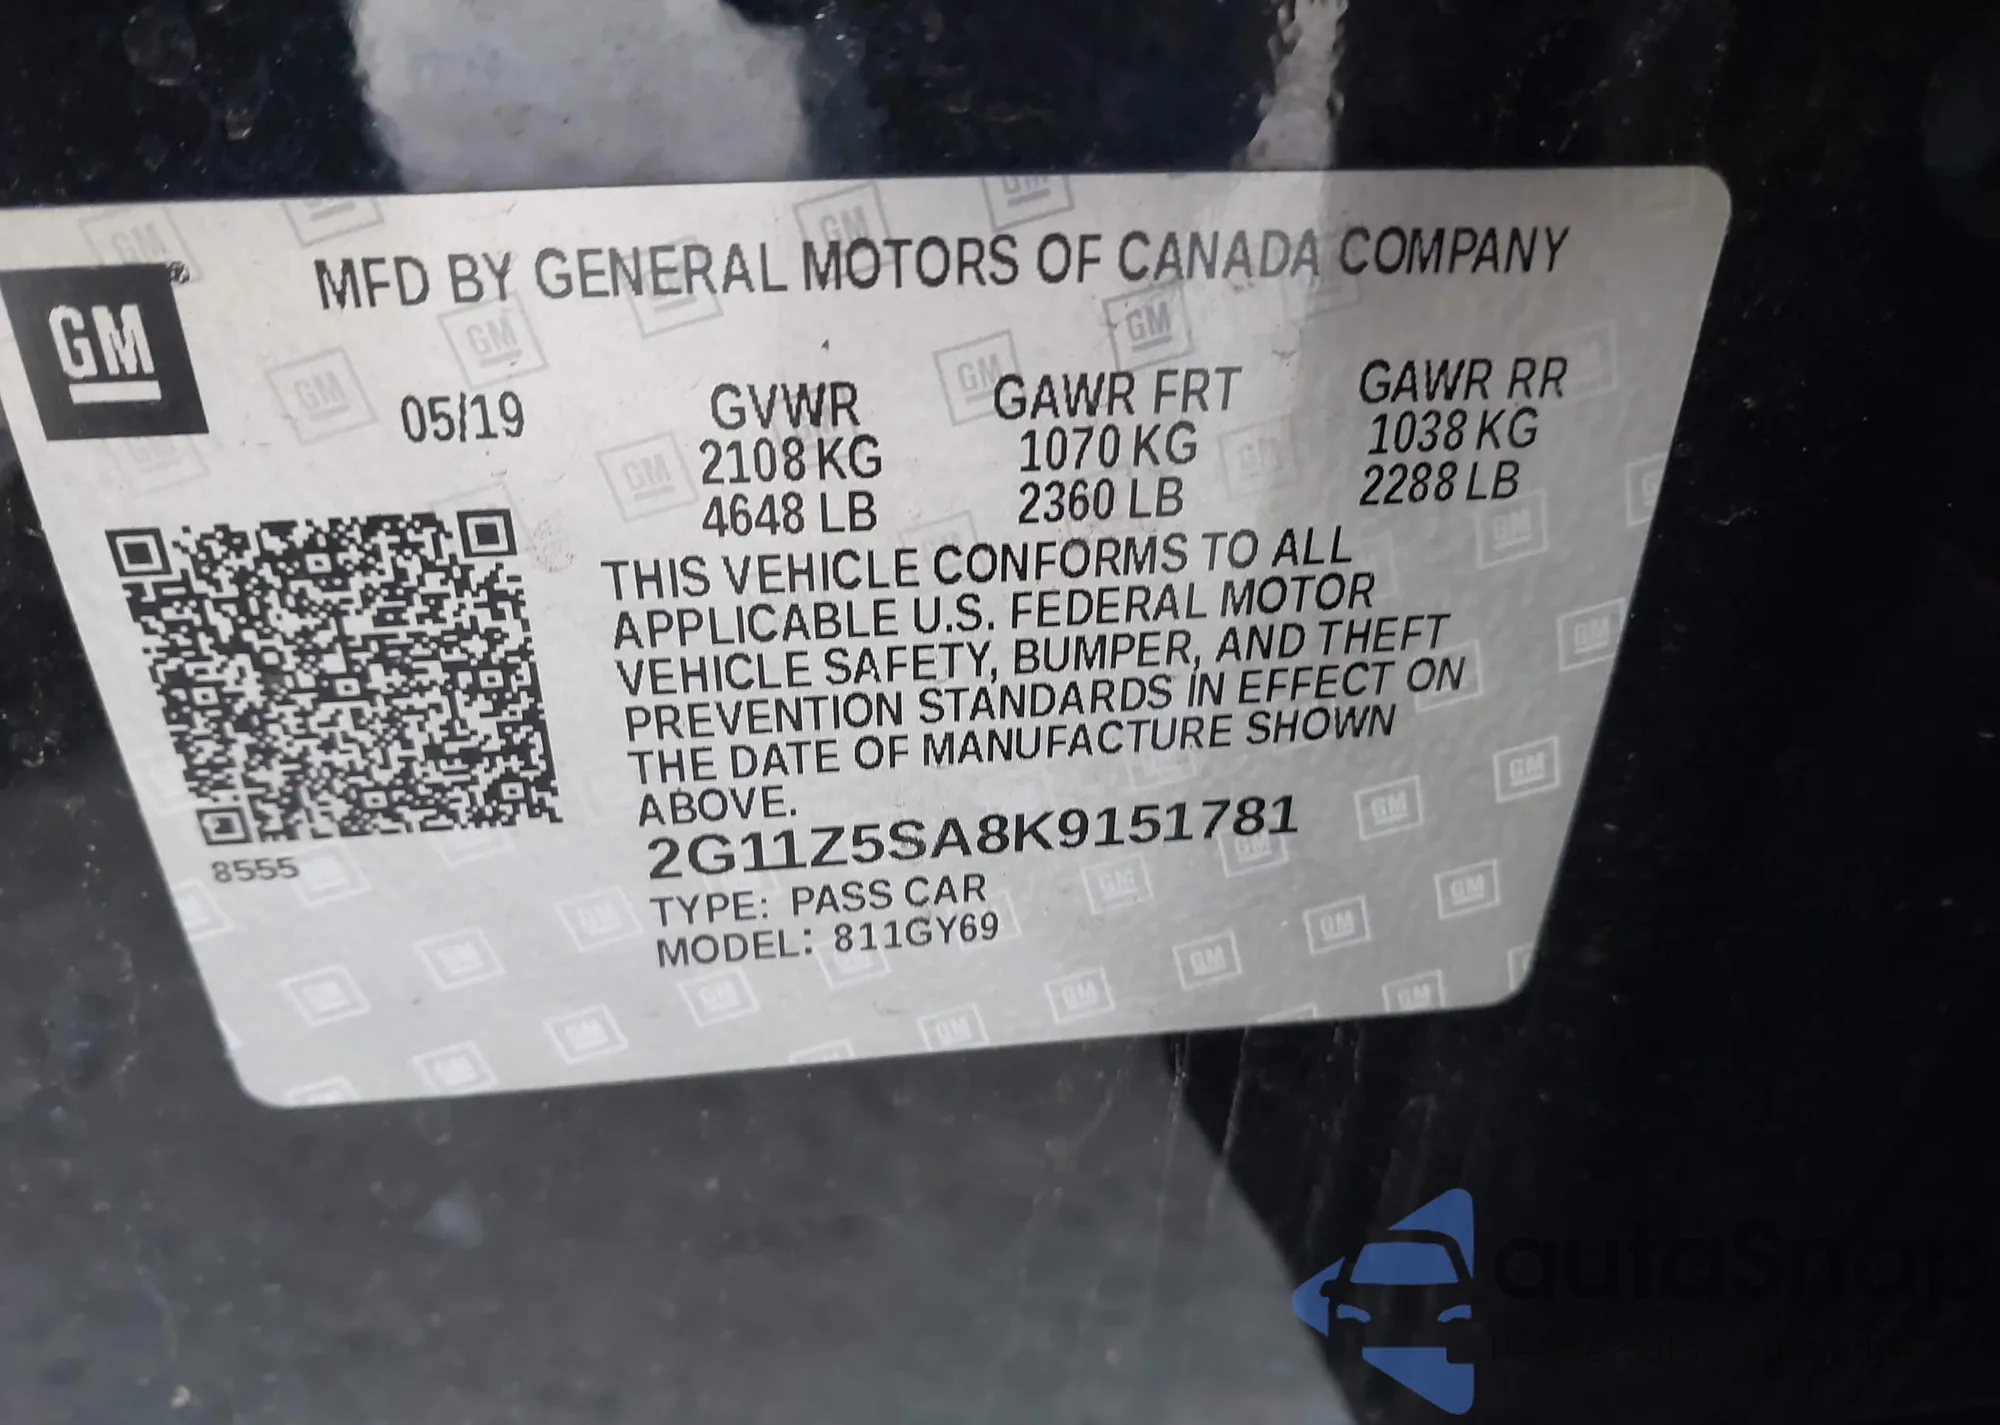 MFD BY GENERAL MOTORS OF CANADA COMPANY
GM
05/19
GVWR GAWR FRT GAWR RR
2108 KG 1070 KG 1038 KG
4648 LB 2360 LB 2288 LB
THIS VEHICLE CONFORMS TO ALL
APPLICABLE U.S. FEDERAL MOTOR
VEHICLE SAFETY, BUMPER, AND THEFT
PREVENTION STANDARDS IN EFFECT ON
THE DATE OF MANUFACTURE SHOWN
ABOVE.
2G11Z5SA8K9151781
8555
TYPE: PASS CAR
MODEL: 811GY69
autaSnap